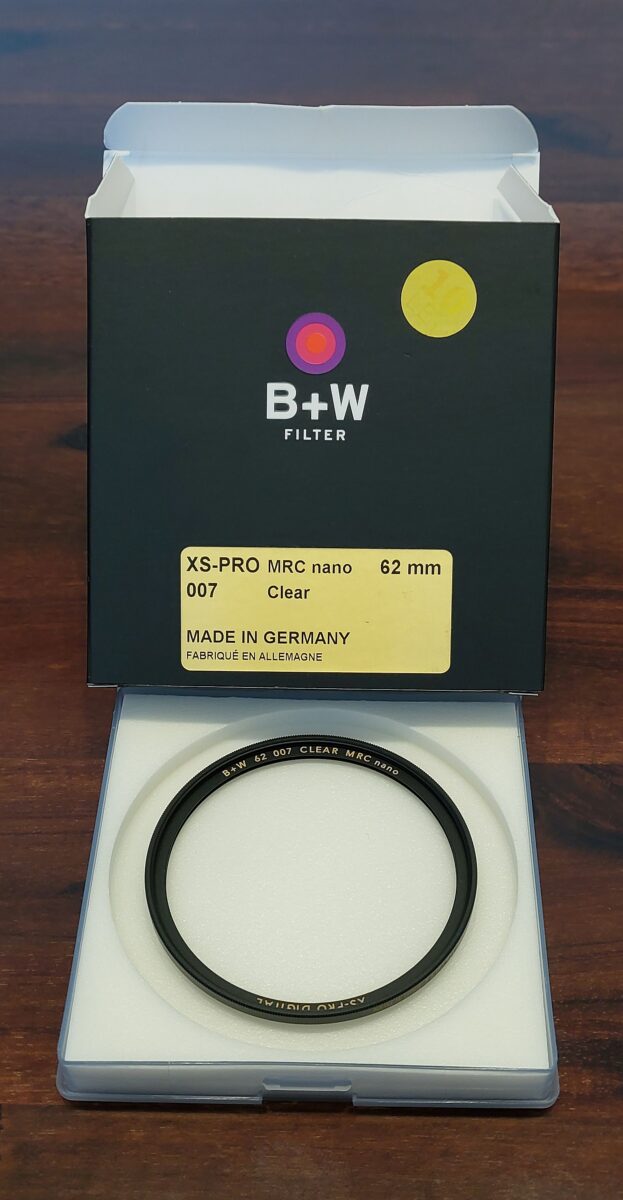 B+W
FILTER
XS-PRO MRC nano 62 mm
007 Clear
MADE IN GERMANY
FABRIQUÉ EN ALLEMAGNE
B+W 62 007 CLEAR MRC nano
XS-PRO DIGITAL